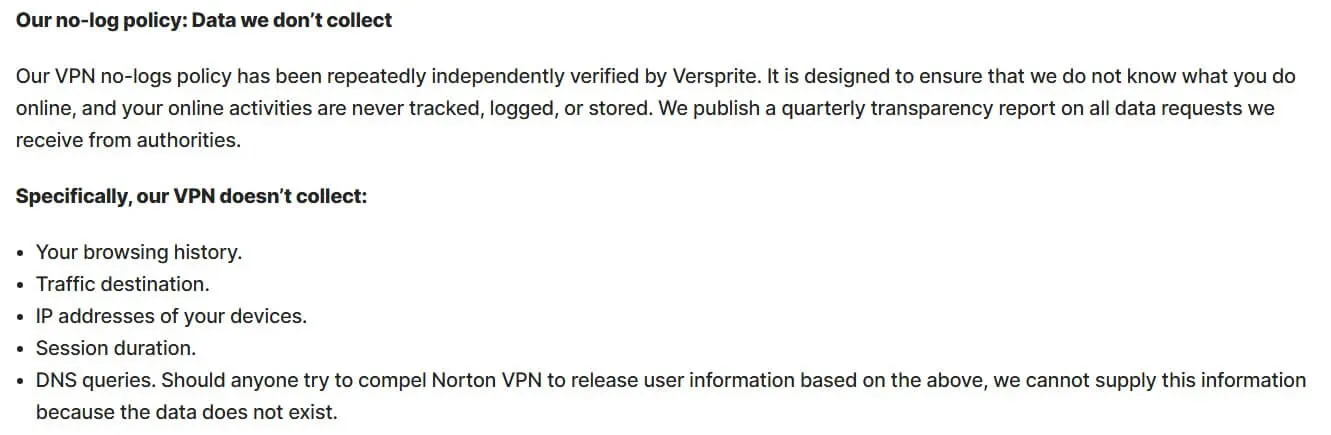 Our no-log policy: Data we don’t collect
Our VPN no-logs policy has been repeatedly independently verified by Versprite. It is designed to ensure that we do not know what you do
online, and your online activities are never tracked, logged, or stored. We publish a quarterly transparency report on all data requests we
receive from authorities.
Specifically, our VPN doesn’t collect:
• Your browsing history.
• Traffic destination.
• IP addresses of your devices.
• Session duration.
• DNS queries. Should anyone try to compel Norton VPN to release user information based on the above, we cannot supply this information
because the data does not exist.